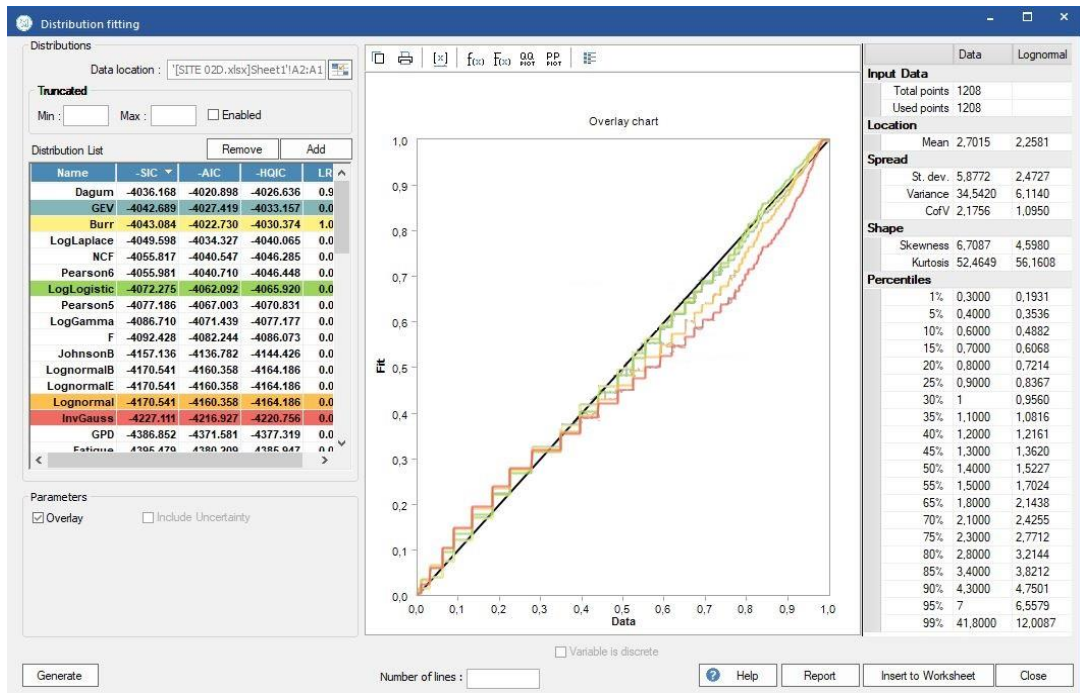 Distribution fitting
Distributions
Data location : '[SITE 02D.xlsx]Sheet1'!A2:A1
Truncated
Min : Max : Enabled
Distribution List Remove Add
Name -SIC -AIC -HQIC LR
Dagum -4036.168 -4020.898 -4026.636 0.9
GEV -4042.689 -4027.419 -4033.157 0.0
Burr -4043.084 -4022.730 -4030.374 1.0
LogLaplace -4049.598 -4034.327 -4040.065 0.0
NCF -4055.817 -4040.547 -4046.285 0.0
Pearson6 -4055.981 -4040.710 -4046.448 0.0
LogLogistic -4072.275 -4062.092 -4065.920 0.0
Pearson5 -4077.186 -4067.003 -4070.831 0.0
LogGamma -4086.710 -4071.439 -4077.177 0.0
F -4092.428 -4082.244 -4086.073 0.0
JohnsonB -4157.136 -4136.782 -4144.426 0.0
LognormalB -4170.541 -4160.358 -4164.186 0.0
LognormalE -4170.541 -4160.358 -4164.186 0.0
Lognormal -4170.541 -4160.358 -4164.186 0.0
InvGauss -4227.111 -4216.927 -4220.756 0.0
GPD -4386.852 -4371.581 -4377.319 0.0
Fatigue -4395.479 -4380.209 -4385.947 0.0
Parameters
Overlay Include Uncertainty
Generate
[x] f(x) F(x) QQ PLOT PP PLOT
Overlay chart
1,0
0,9
0,8
0,7
0,6
0,5
0,4
0,3
0,2
0,1
0,0
Fit
0,0 0,1 0,2 0,3 0,4 0,5 0,6 0,7 0,8 0,9 1,0
Data
Variable is discrete
Number of lines :
Data Lognormal
Input Data
Total points 1208
Used points 1208
Location
Mean 2,7015 2,2581
Spread
St. dev. 5,8772 2,4727
Variance 34,5420 6,1140
CofV 2,1756 1,0950
Shape
Skewness 6,7087 4,5980
Kurtosis 52,4649 56,1608
Percentiles
1% 0,3000 0,1931
5% 0,4000 0,3536
10% 0,6000 0,4882
15% 0,7000 0,6068
20% 0,8000 0,7214
25% 0,9000 0,8367
30% 1 0,9560
35% 1,1000 1,0816
40% 1,2000 1,2161
45% 1,3000 1,3620
50% 1,4000 1,5227
55% 1,5000 1,7024
65% 1,8000 2,1438
70% 2,1000 2,4255
75% 2,3000 2,7712
80% 2,8000 3,2144
85% 3,4000 3,8212
90% 4,3000 4,7501
95% 7 6,5579
99% 41,8000 12,0087
Help Report Insert to Worksheet Close